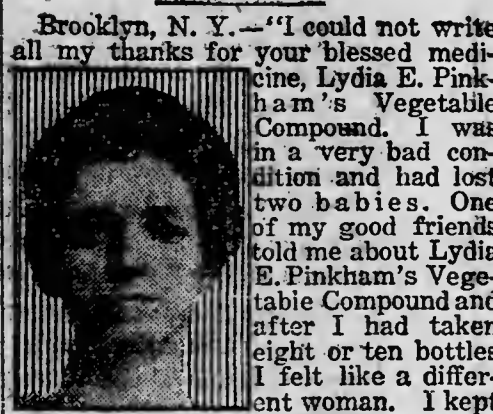 Brooklyn, N. Y.—"I could not write
all my thanks for your blessed medi-
cine, Lydia E. Pink-
ham's Vegetable
Compound. I was
in a very bad con-
dition and had lost
two babies. One
of my good friends
told me about Lydia
E. Pinkham's Vege-
table Compound and
after I had taken
eight or ten bottles
I felt like a differ-
ent woman. I kept